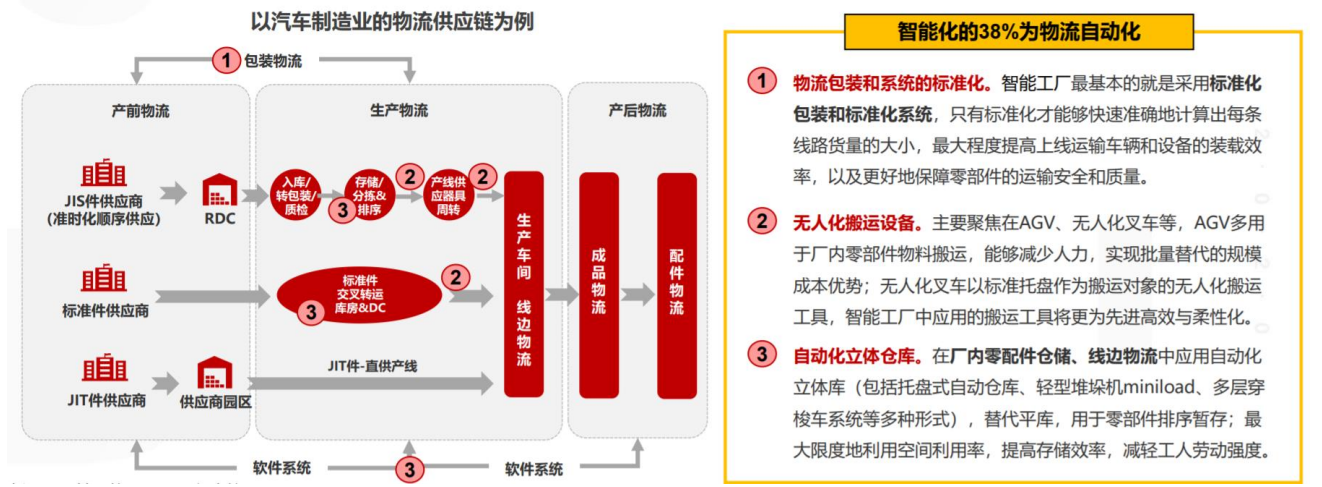 以汽车制造业的物流供应链为例
1 包装物流
产前物流
生产物流
产后物流
JIS件供应商
(准时化顺序供应)
RDC
入库/
转包装/
质检
3
存储/
分拣&
排序
2
产线供
应器具
周转
2
标准件供应商
标准件
交叉转运
库房&DC
3
2
JIT件供应商
供应商园区
JIT件-直供产线
生产车间 线边物流
成品物流
配件物流
软件系统
3
软件系统
智能化的38%为物流自动化
1 物流包装和系统的标准化。智能工厂最基本的就是采用标准化
包装和标准化系统，只有标准化才能够快速准确地计算出每条
线路货量的大小，最大程度提高上线运输车辆和设备的装载效
率，以及更好地保障零部件的运输安全和质量。
2 无人化搬运设备。主要聚焦在AGV、无人化叉车等，AGV多用
于厂内零部件物料搬运，能够减少人力，实现批量替代的规模
成本优势；无人化叉车以标准托盘作为搬运对象的无人化搬运
工具，智能工厂中应用的搬运工具将更为先进高效与柔性化。
3 自动化立体仓库。在厂内零配件仓储、线边物流中应用自动化
立体库（包括托盘式自动仓库、轻型堆垛机miniload、多层穿
梭车系统等多种形式），替代平库，用于零部件排序暂存；最
大限度地利用空间利用率，提高存储效率，减轻工人劳动强度。